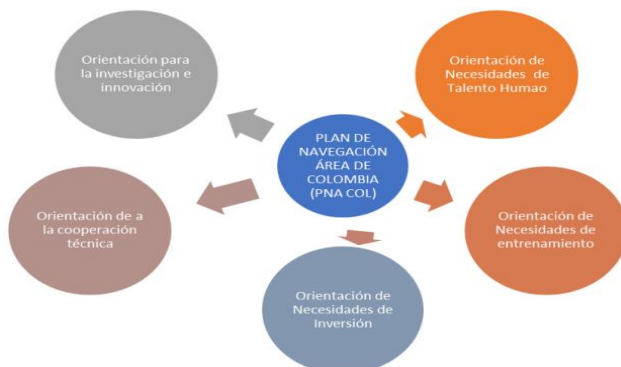 Orientación para
la investigación e
innovación
Orientación de
Necesidades de
Talento Humao
PLAN DE
NAVEGACIÓN
ÁREA DE
COLOMBIA
(PNA COL)
Orientación de a
la cooperación
técnica
Orientación de
Necesidades de
entrenamiento
Orientación de
Necesidades de
Inversión